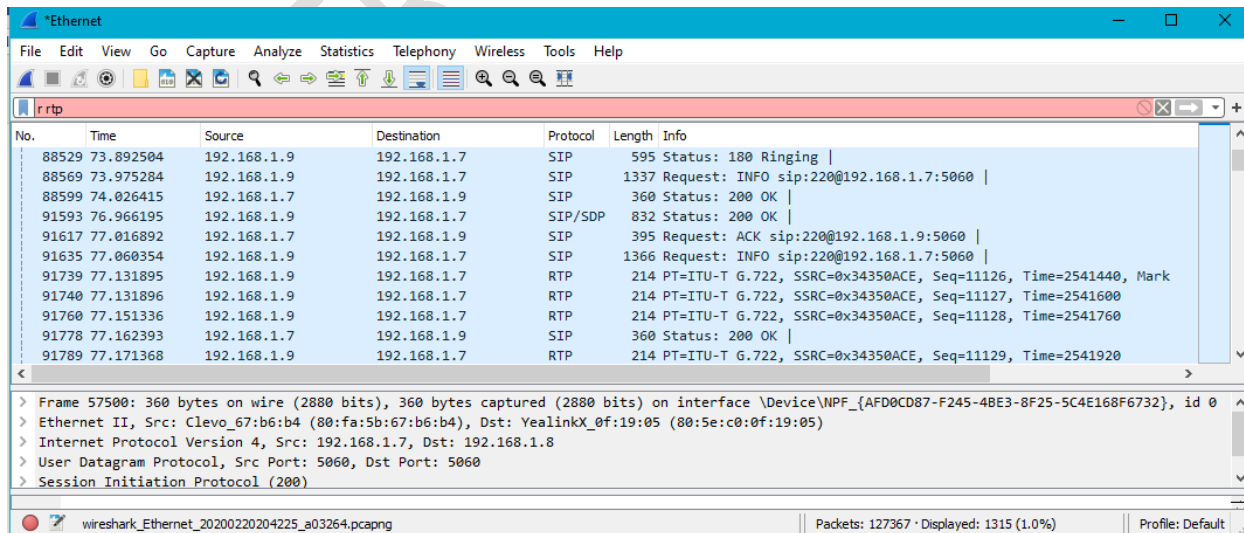 *Ethernet
File Edit View Go Capture Analyze Statistics Telephony Wireless Tools Help
r rtp
No. Time Source Destination Protocol Length Info
88529 73.892504 192.168.1.9 192.168.1.7 SIP 595 Status: 180 Ringing |
88569 73.975284 192.168.1.9 192.168.1.7 SIP 1337 Request: INFO sip:220@192.168.1.7:5060 |
88599 74.026415 192.168.1.7 192.168.1.9 SIP 360 Status: 200 OK |
91593 76.966195 192.168.1.9 192.168.1.7 SIP/SDP 832 Status: 200 OK |
91617 77.016892 192.168.1.7 192.168.1.9 SIP 395 Request: ACK sip:220@192.168.1.9:5060 |
91635 77.060354 192.168.1.9 192.168.1.7 SIP 1366 Request: INFO sip:220@192.168.1.7:5060 |
91739 77.131895 192.168.1.9 192.168.1.7 RTP 214 PT=ITU-T G.722, SSRC=0x34350ACE, Seq=11126, Time=2541440, Mark
91740 77.131896 192.168.1.9 192.168.1.7 RTP 214 PT=ITU-T G.722, SSRC=0x34350ACE, Seq=11127, Time=2541600
91760 77.151336 192.168.1.9 192.168.1.7 RTP 214 PT=ITU-T G.722, SSRC=0x34350ACE, Seq=11128, Time=2541760
91778 77.162393 192.168.1.7 192.168.1.9 SIP 360 Status: 200 OK |
91789 77.171368 192.168.1.9 192.168.1.7 RTP 214 PT=ITU-T G.722, SSRC=0x34350ACE, Seq=11129, Time=2541920
> Frame 57500: 360 bytes on wire (2880 bits), 360 bytes captured (2880 bits) on interface \Device\NPF_{AFD0CD87-F245-4BE3-8F25-5C4E168F6732}, id 0
> Ethernet II, Src: Clevo_67:b6:b4 (80:fa:5b:67:b6:b4), Dst: YealinkX_0f:19:05 (80:5e:c0:0f:19:05)
> Internet Protocol Version 4, Src: 192.168.1.7, Dst: 192.168.1.8
> User Datagram Protocol, Src Port: 5060, Dst Port: 5060
> Session Initiation Protocol (200)
wireshark_Ethernet_20200220204225_a03264.pcapng Packets: 127367 · Displayed: 1315 (1.0%) Profile: Default